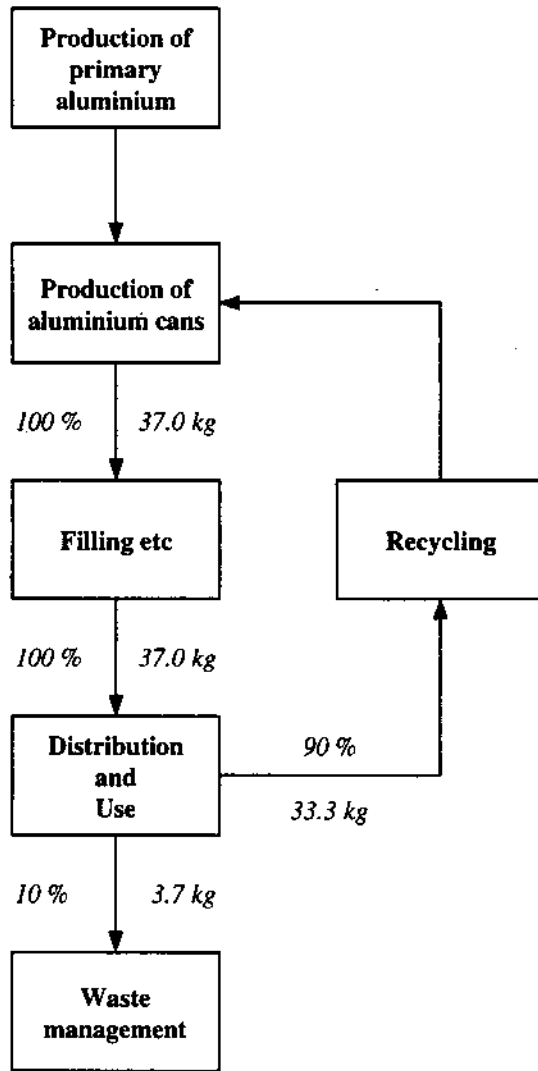 Production of
primary
aluminium
Production of
aluminium cans
100 % 37.0 kg
Filling etc
Recycling
100 % 37.0 kg
Distribution
and
Use
90 %
33.3 kg
10 % 3.7 kg
Waste
management